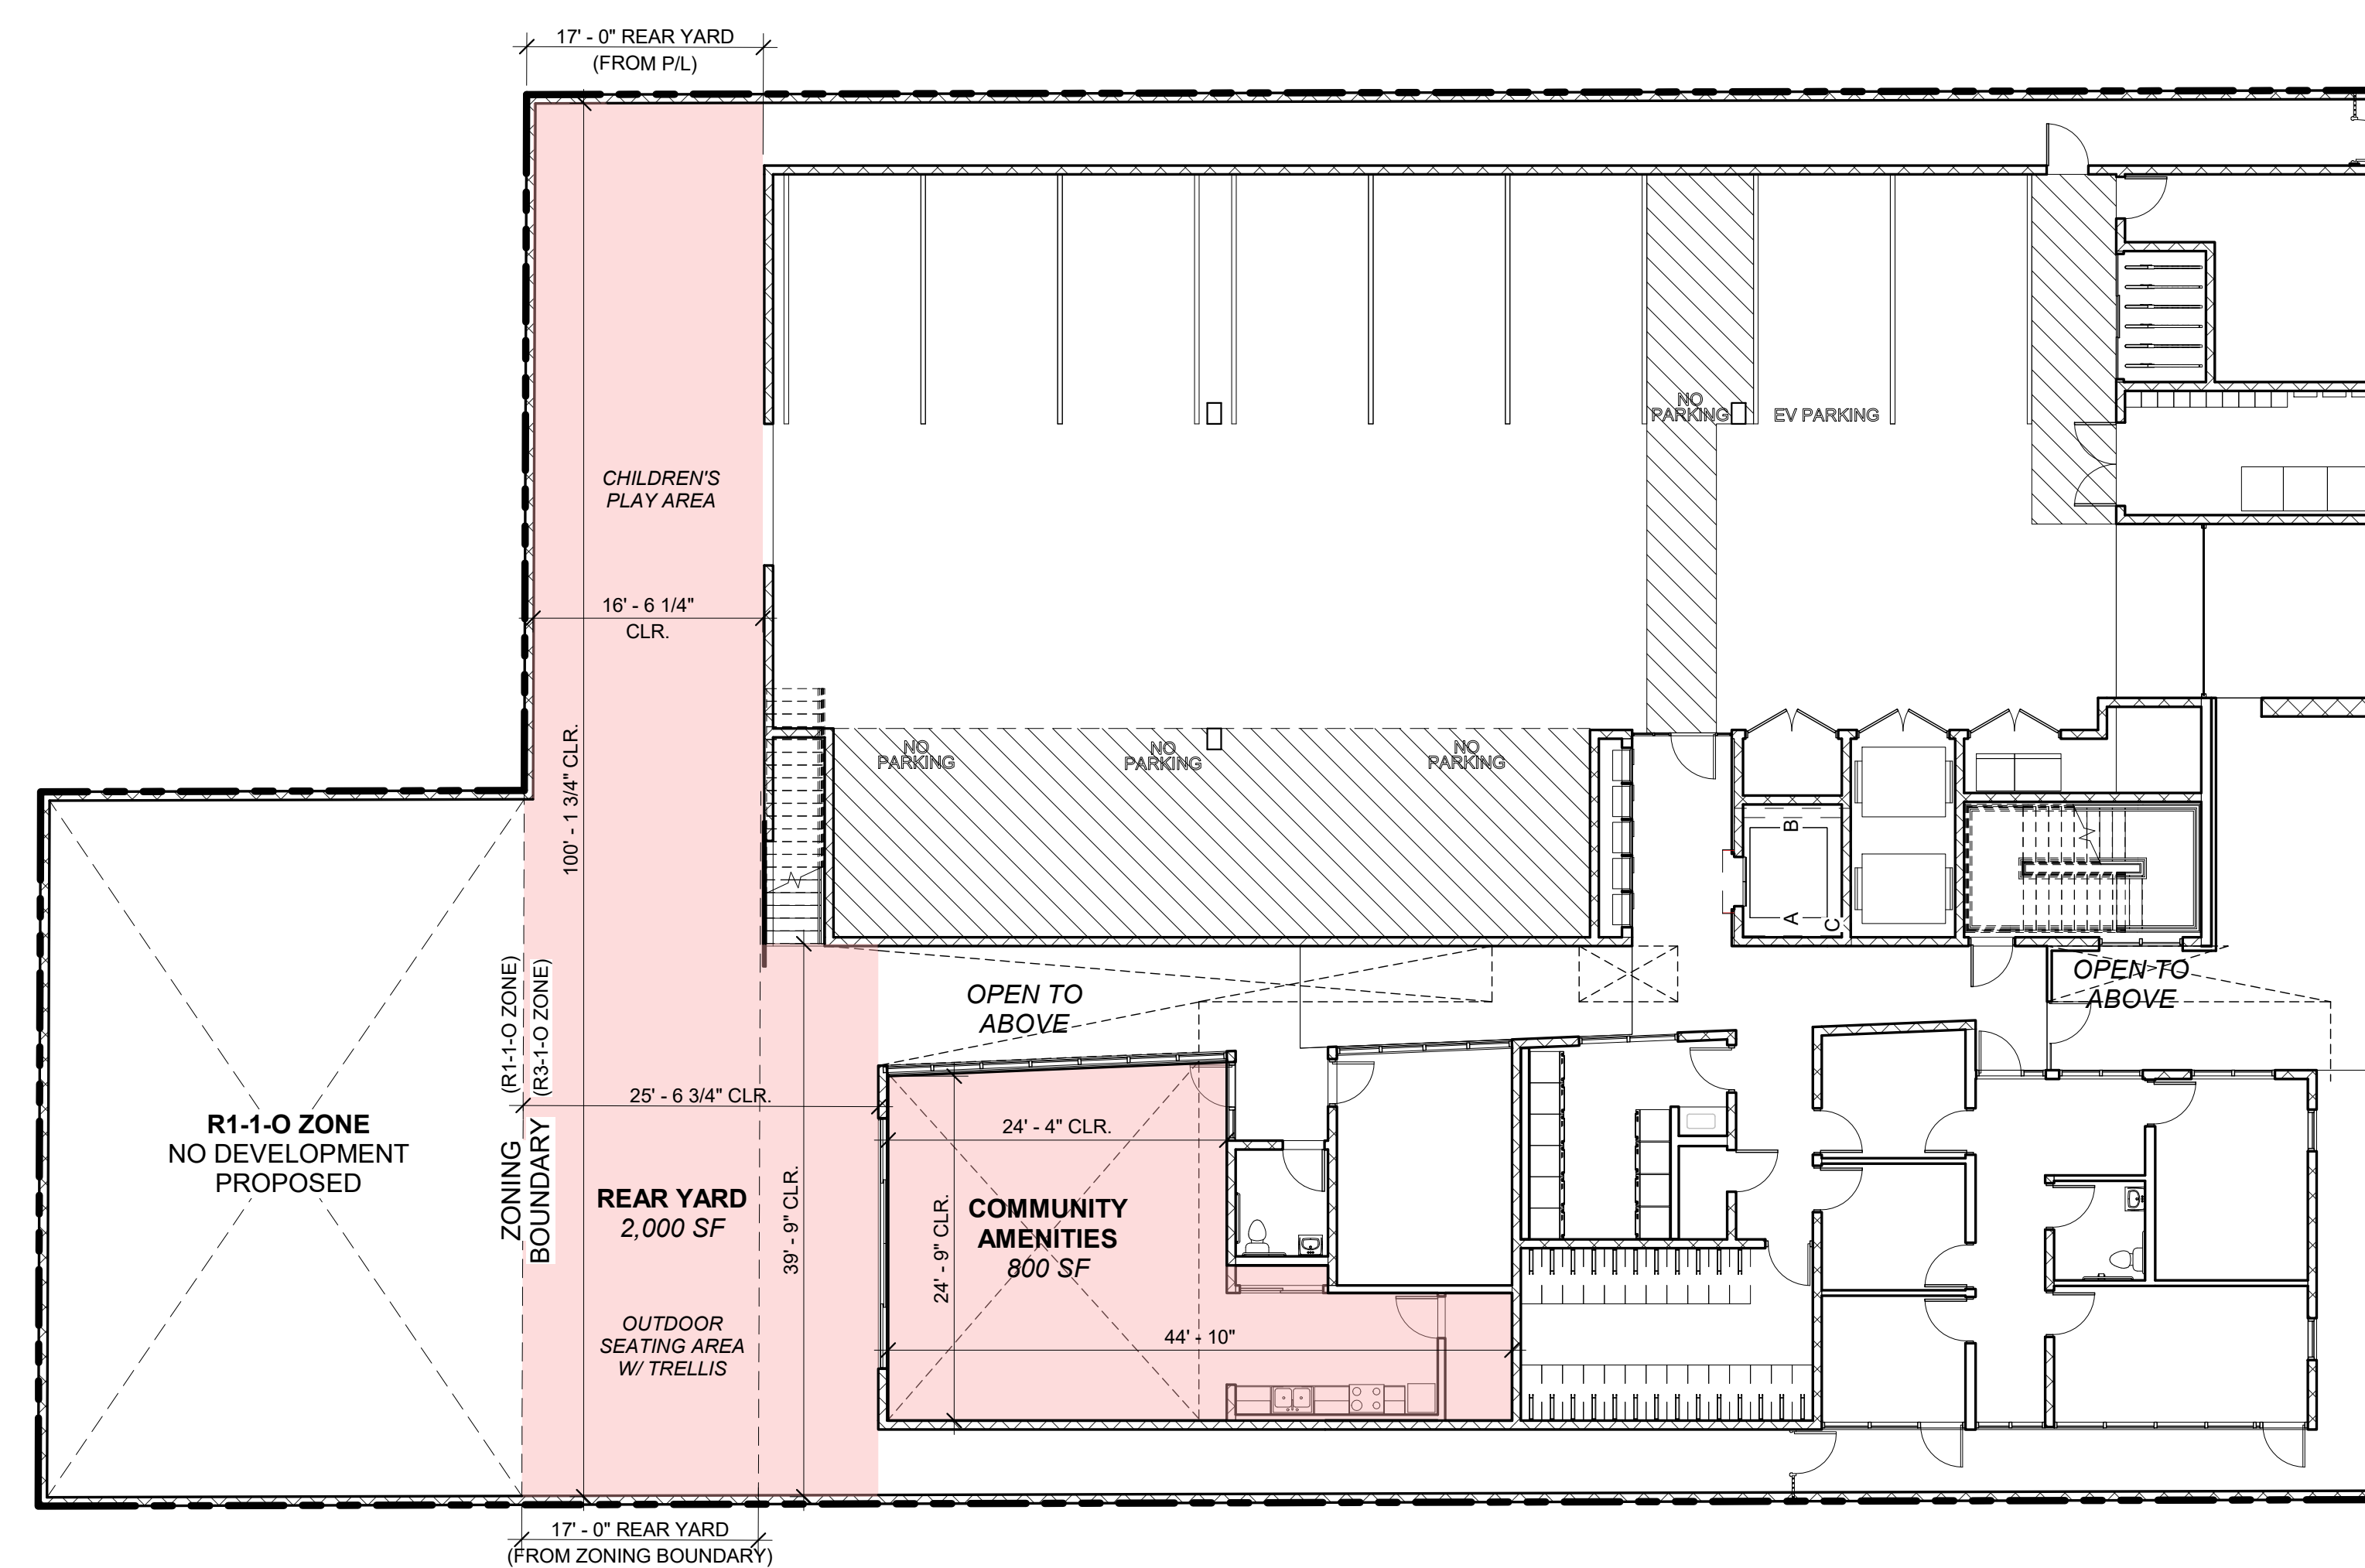 17' - 0" REAR YARD
(FROM P/L)
CHILDREN'S
PLAY AREA
NO
PARKING
EV PARKING
16' - 6 1/4"
CLR.
100' - 1 3/4" CLR.
NO
PARKING
NO
PARKING
NO
PARKING
B
A
C
(R1-1-O ZONE)
(R3-1-O ZONE)
OPEN TO
ABOVE
OPEN TO
ABOVE
25' - 6 3/4" CLR.
24' - 4" CLR.
R1-1-O ZONE
NO DEVELOPMENT
PROPOSED
ZONING
BOUNDARY
REAR YARD
2,000 SF
39' - 9" CLR.
24' - 9" CLR.
COMMUNITY
AMENITIES
800 SF
OUTDOOR
SEATING AREA
W/ TRELLIS
44' - 10"
17' - 0" REAR YARD
(FROM ZONING BOUNDARY)